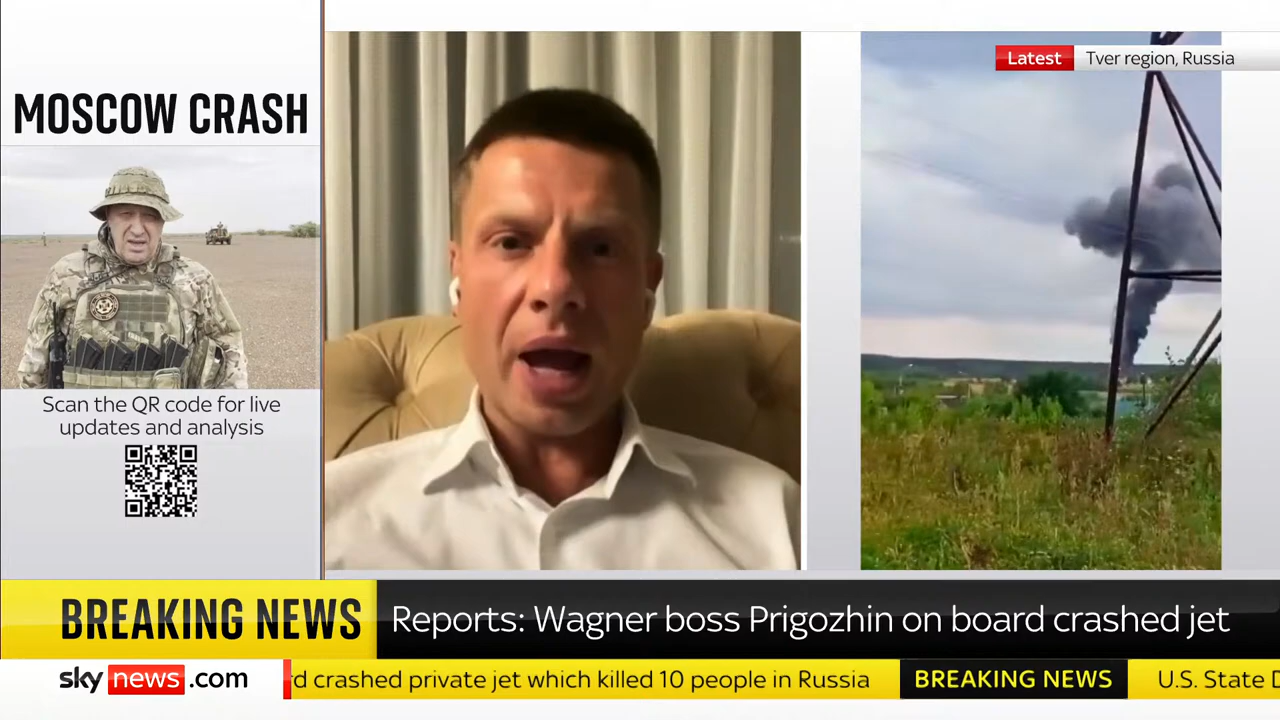 Latest
Tver region, Russia
MOSCOW CRASH
Scan the QR code for live
updates and analysis
BREAKING NEWS
Reports: Wagner boss Prigozhin on board crashed jet
sky news.com
crashed private jet which killed 10 people in Russia
BREAKING NEWS
U.S. State